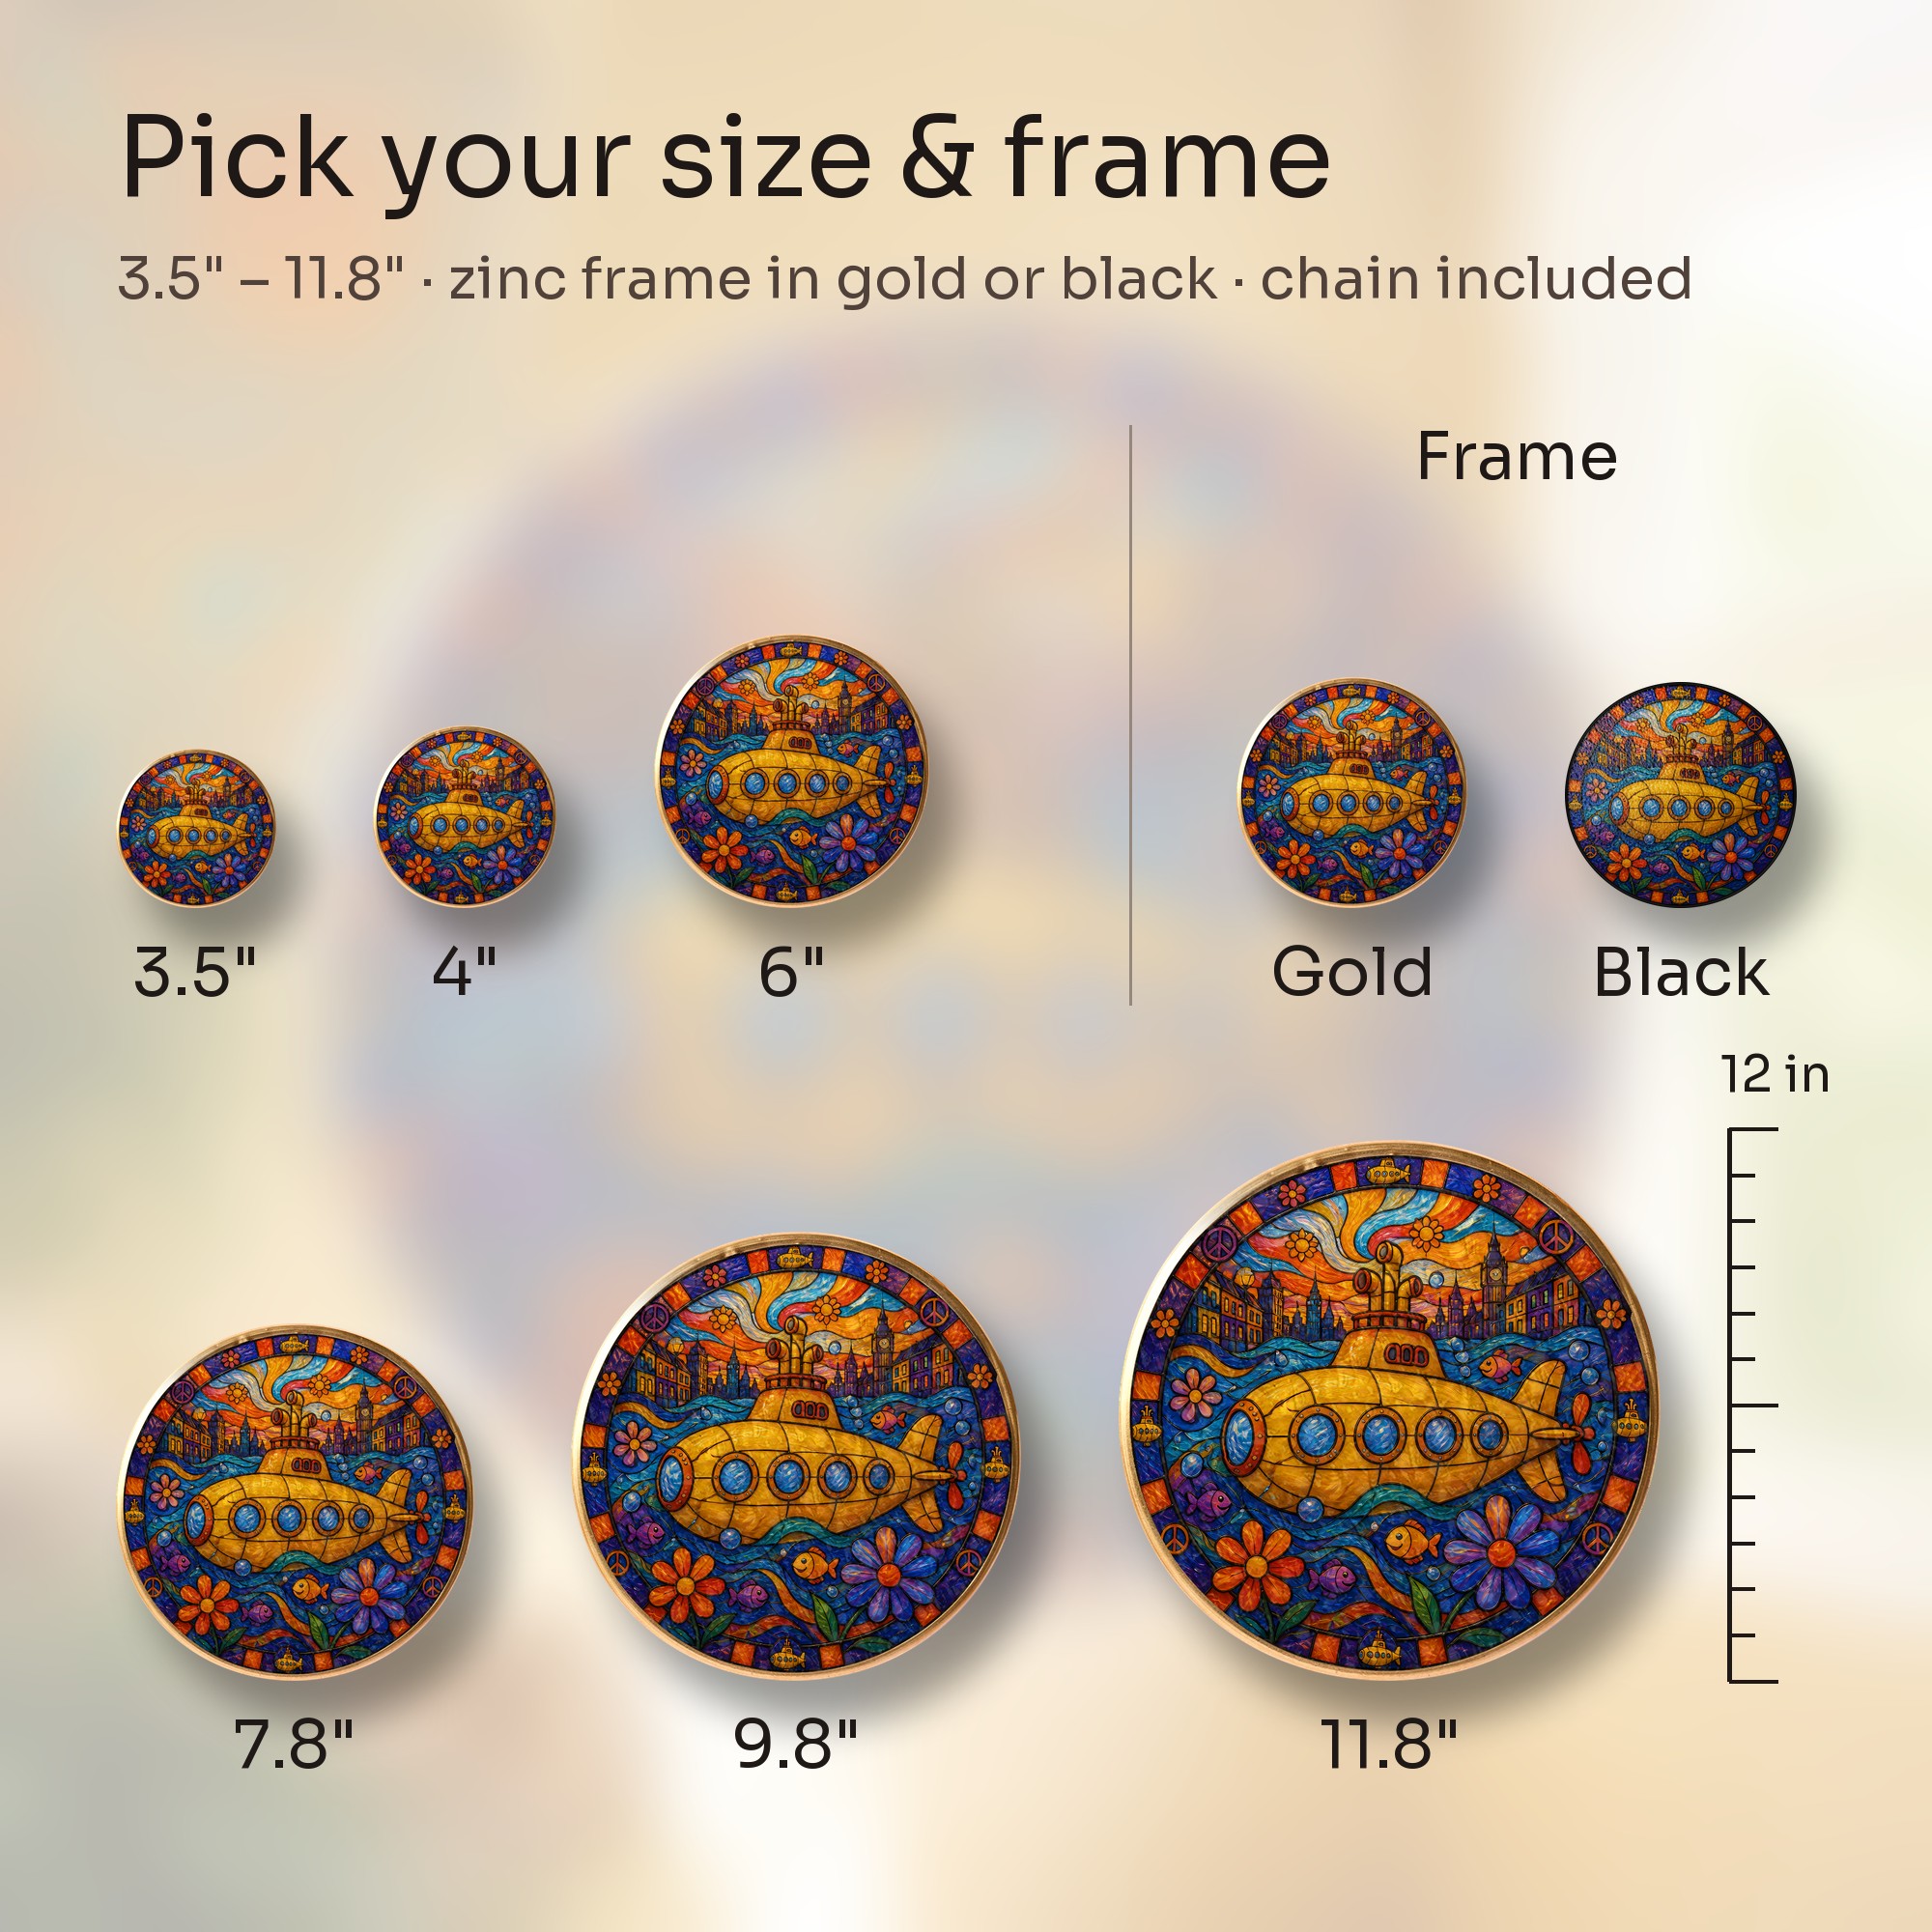 Pick your size & frame
3.5" – 11.8" · zinc frame in gold or black · chain included
Frame
3.5"
4"
6"
Gold
Black
12 in
7.8"
9.8"
11.8"